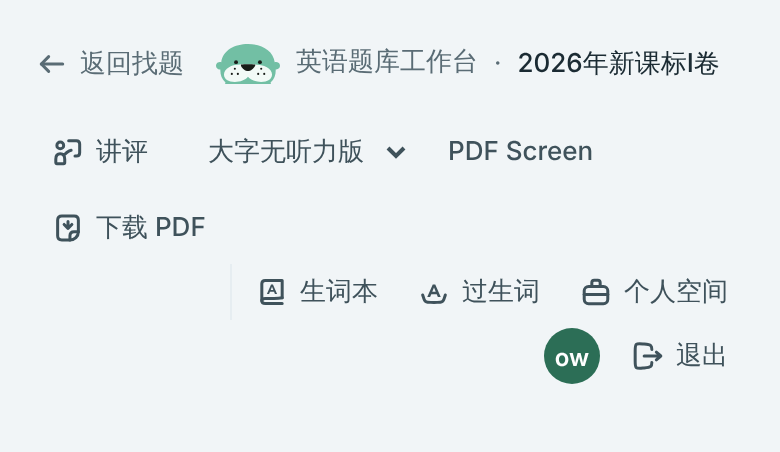 返回找题 英语题库工作台 · 2026年新课标I卷
讲评 大字无听力版 PDF Screen
下载 PDF
生词本 过生词 个人空间
ow 退出